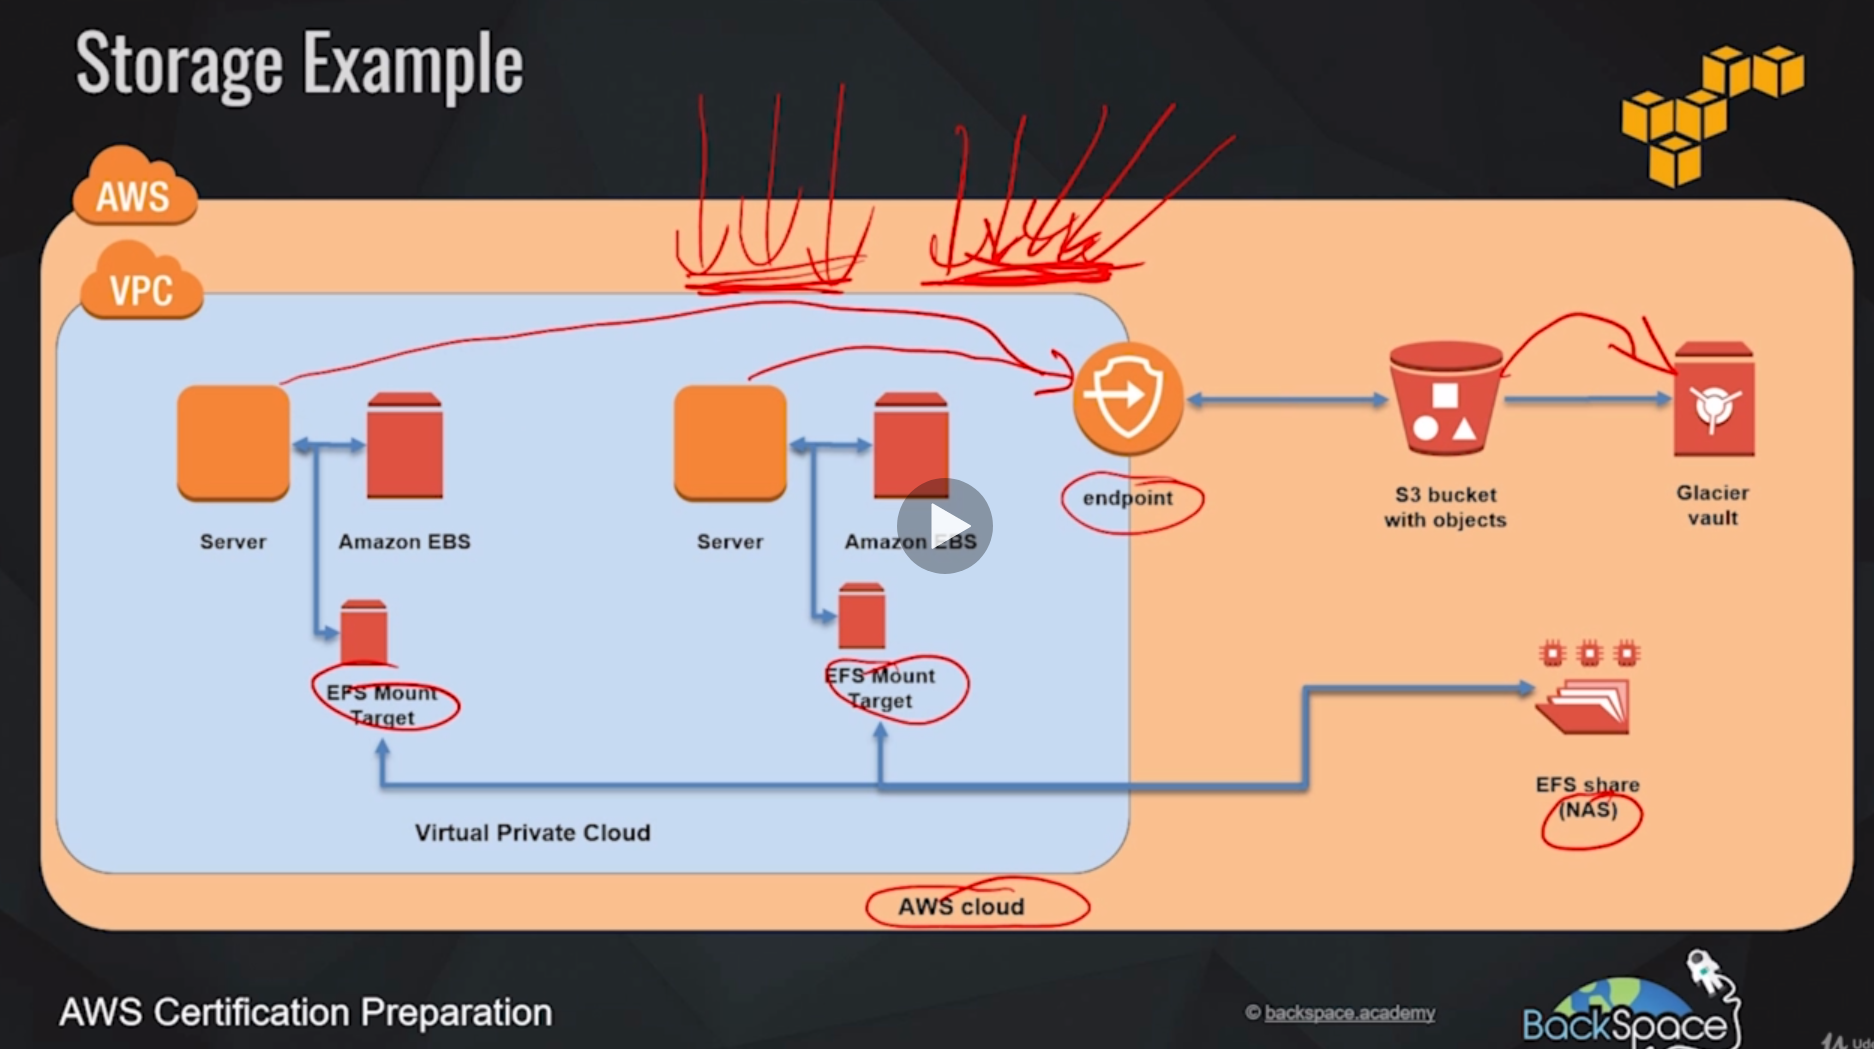 Storage Example
AWS
VPC
Server
Amazon EBS
Server
Amazon EBS
endpoint
S3 bucket
with objects
Glacier
vault
EFS Mount
Target
EFS Mount
Target
EFS share
(NAS)
Virtual Private Cloud
AWS cloud
AWS Certification Preparation
© backspace.academy
BackSpace